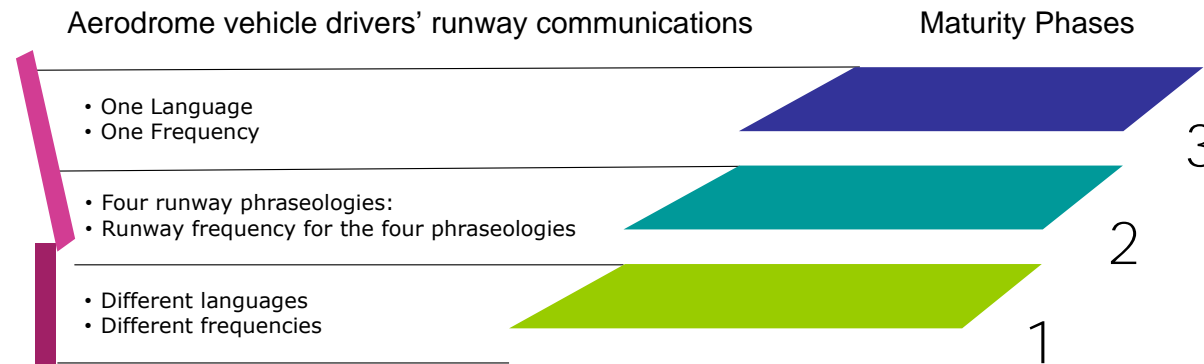 Aerodrome vehicle drivers’ runway communications
Maturity Phases
• One Language
• One Frequency
3
• Four runway phraseologies:
• Runway frequency for the four phraseologies
2
• Different languages
• Different frequencies
1